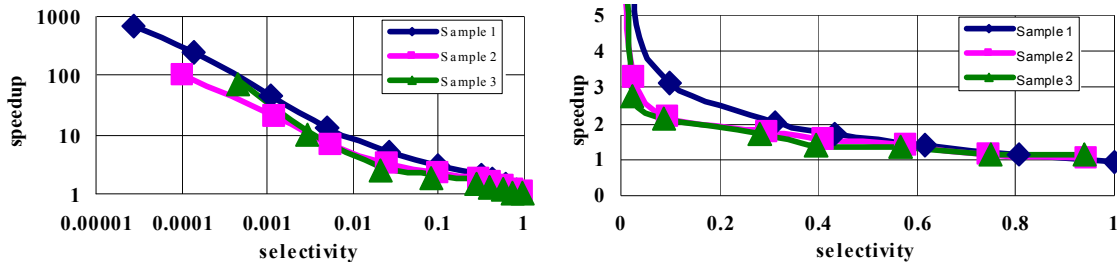 1000
100
10
1
speedup
0.00001
0.0001
0.001
0.01
0.1
1
selectivity
Sample 1
Sample 2
Sample 3
5
4
3
2
1
0
speedup
0
0.2
0.4
0.6
0.8
1
selectivity
Sample 1
Sample 2
Sample 3